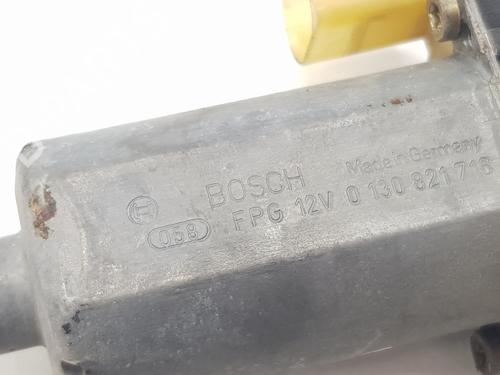 BOSCH Made in Germany
058 FPG 12V 0 130 821 716